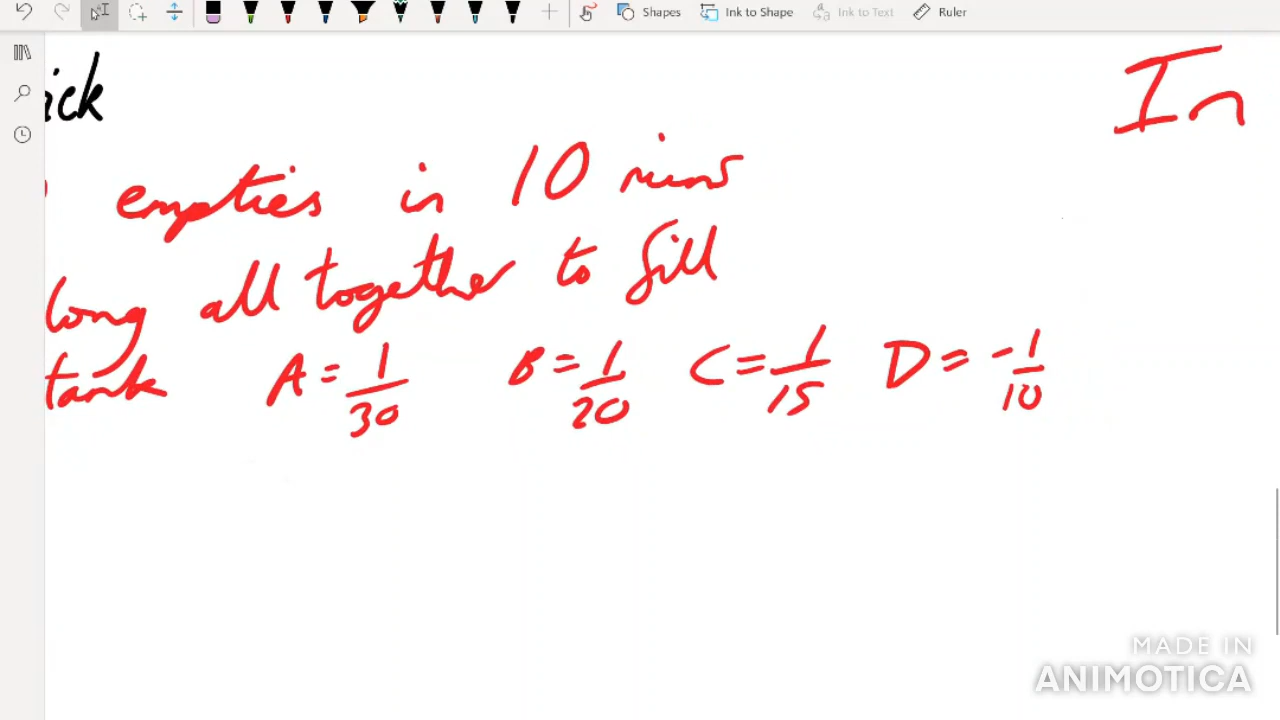 Shapes Ink to Shape Ink to Text Ruler
ick
In
empties in 10 mins
long all together to fill
tank A = 1/30 B = 1/20 C = 1/15 D = -1/10
MADE IN
ANIMOTICA